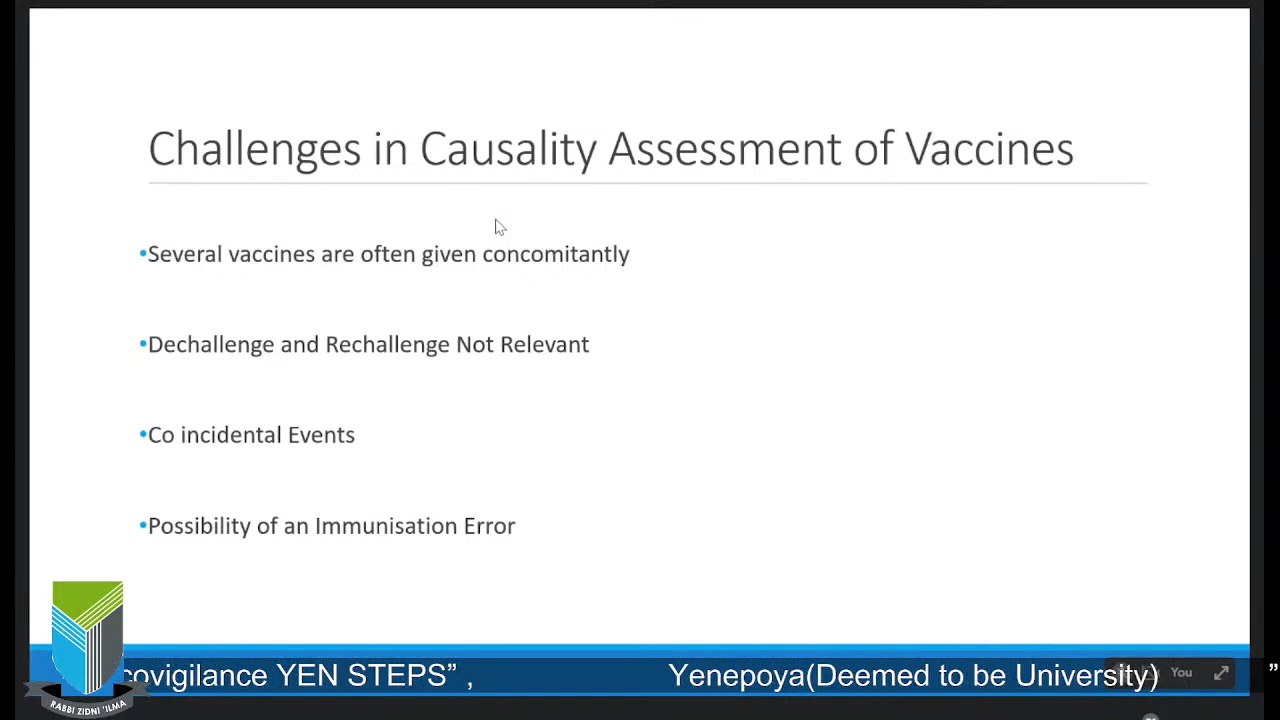 Challenges in Causality Assessment of Vaccines
•Several vaccines are often given concomitantly
•Dechallenge and Rechallenge Not Relevant
•Co incidental Events
•Possibility of an Immunisation Error
covigilance YEN STEPS” , Yenepoya(Deemed to be University) ”
You
RABBI ZIDNI 'ILMA